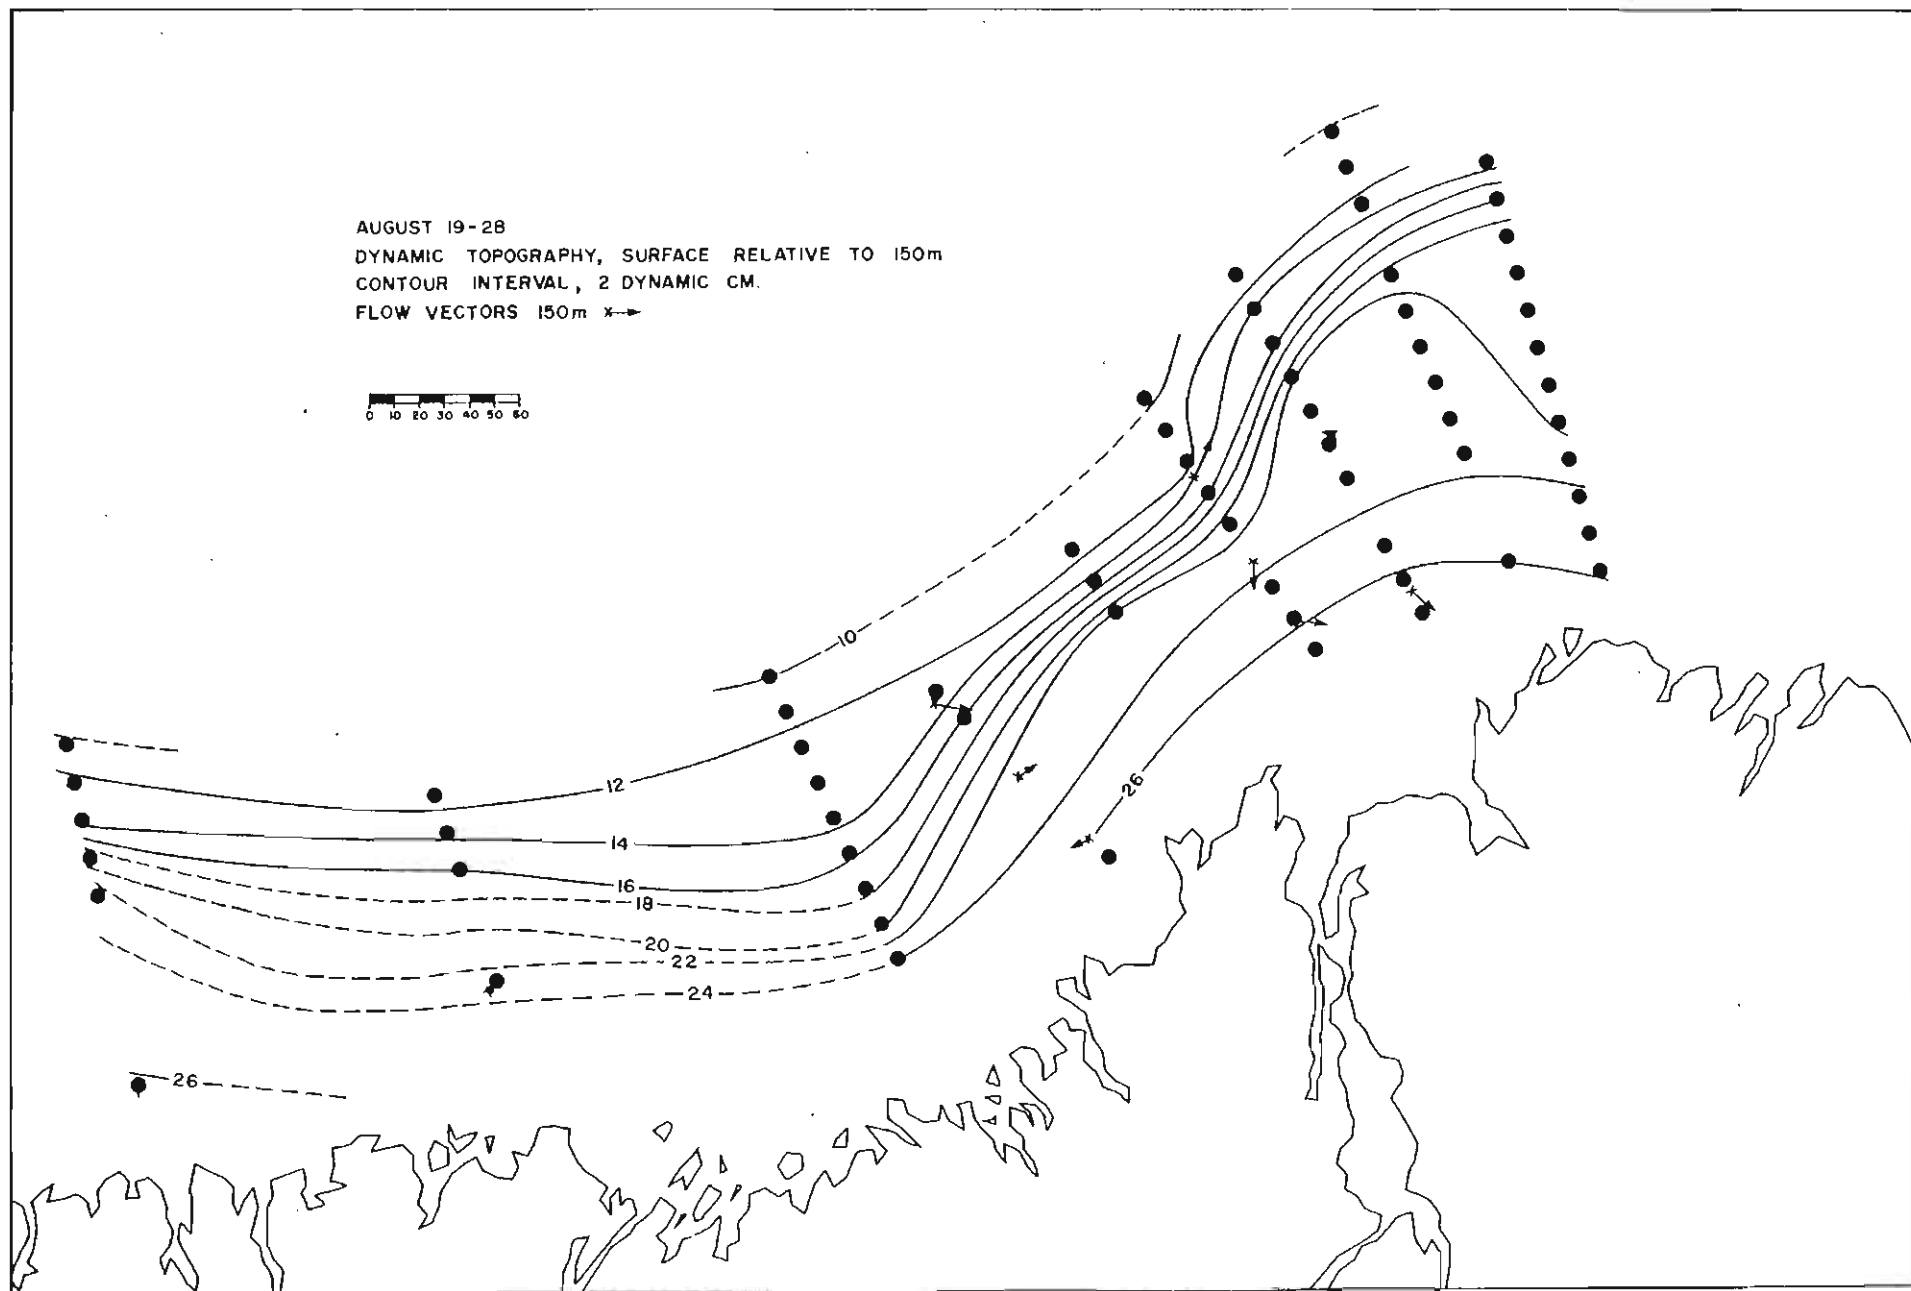 AUGUST 19-28
DYNAMIC TOPOGRAPHY, SURFACE RELATIVE TO 150m
CONTOUR INTERVAL, 2 DYNAMIC CM.
FLOW VECTORS 150m
0 10 20 30 40 50 60
10
12
14
16
18
20
22
24
26
26